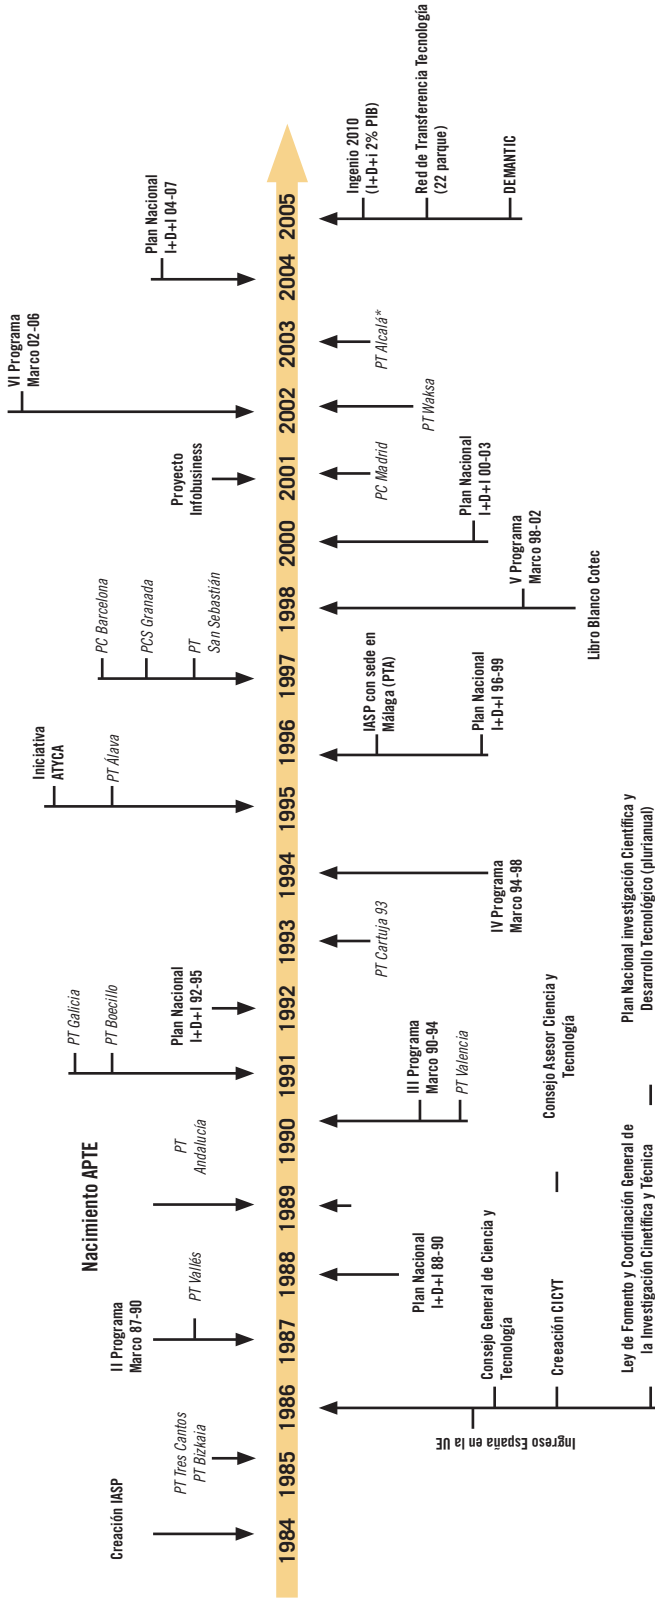 Creación IASP
PT Tres Cantos
PT Bizkaia
II Programa
Marco 87-90
PT Vallés
Nacimiento APTE
PT
Andalucía
PT Galicia
PT Boecillo
Plan Nacional
I+D+I 92-95
Iniciativa
ATYCA
PT Álava
PC Barcelona
PCS Granada
PT
San Sebastián
Proyecto
Infobusiness
VI Programa
Marco 02-06
Plan Nacional
I+D+I 04-07
1984
1985
1986
1987
1988
1989
1990
1991
1992
1993
1994
1995
1996
1997
1998
2000
2001
2002
2003
2004
2005
Ingreso España en la UE
Consejo General de Ciencia y
Tecnología
Creeación CICYT
Consejo Asesor Ciencia y
Tecnología
Ley de Fomento y Coordinación General de
la Investigación Cinetífica y Técnica
Plan Nacional investigación Científica y
Desarrollo Tecnológico (plurianual)
Plan Nacional
I+D+I 88-90
III Programa
Marco 90-94
PT Valencia
PT Cartuja 93
IV Programa
Marco 94-98
IASP con sede en
Málaga (PTA)
Plan Nacional
I+D+I 96-99
V Programa
Marco 98-02
Libro Blanco Cotec
Plan Nacional
I+D+I 00-03
PC Madrid
PT Waksa
PT Alcalá*
Ingenio 2010
(I+D+i 2% PIB)
Red de Transferencia Tecnología
(22 parque)
DEMANTIC